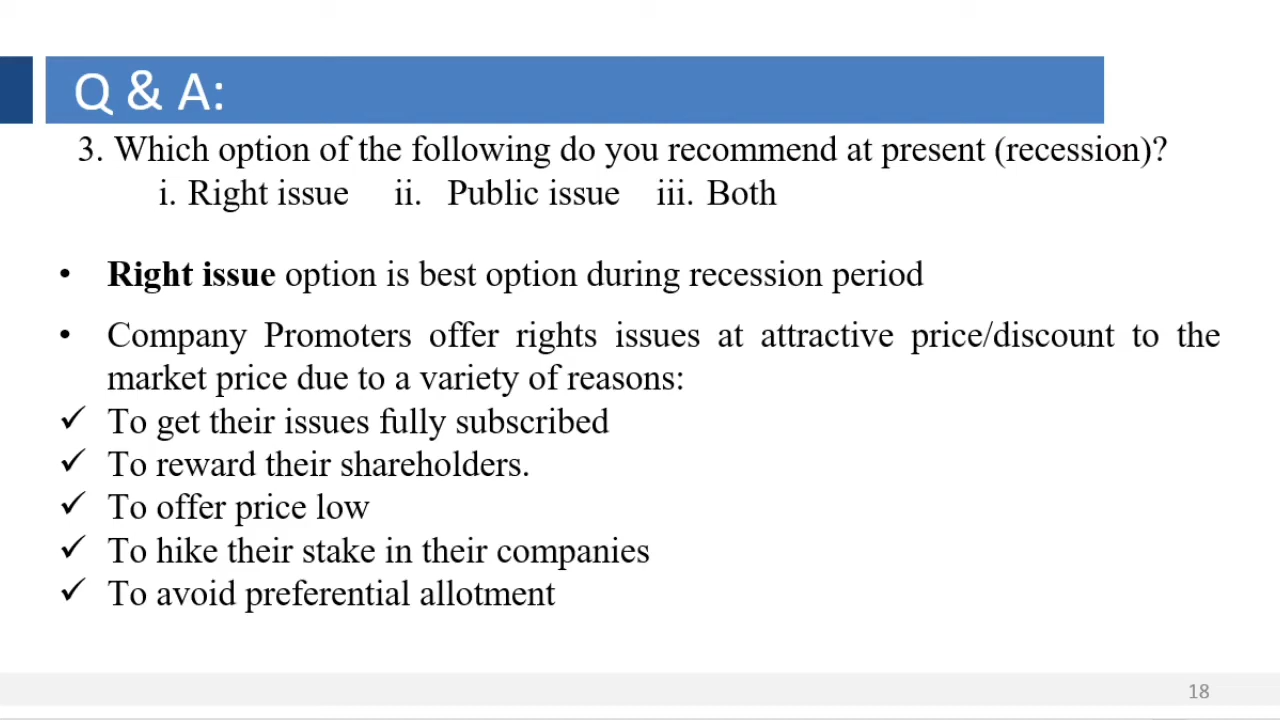 Q & A:
3. Which option of the following do you recommend at present (recession)?
i. Right issue ii. Public issue iii. Both
• Right issue option is best option during recession period
• Company Promoters offer rights issues at attractive price/discount to the
market price due to a variety of reasons:
✓ To get their issues fully subscribed
✓ To reward their shareholders.
✓ To offer price low
✓ To hike their stake in their companies
✓ To avoid preferential allotment
18